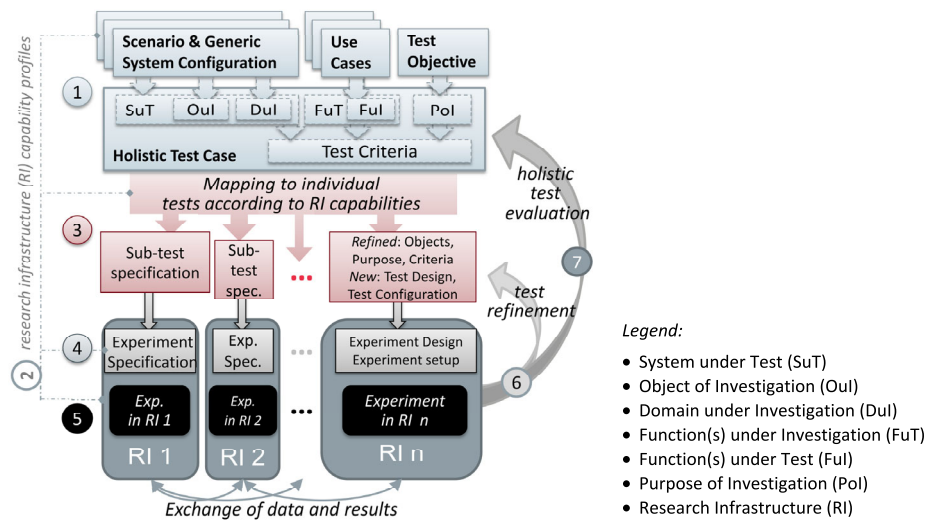 Scenario & Generic
System Configuration
Use
Cases
Test
Objective
1
SuT
OuI
DuI
FuT
FuI
PoI
Holistic Test Case
Test Criteria
Mapping to individual
tests according to RI capabilities
holistic
test
evaluation
research infrastructure (RI) capability profiles
2
3
Sub-test
specification
Sub-
test
spec.
...
Refined: Objects,
Purpose, Criteria
New: Test Design,
Test Configuration
7
test
refinement
4
Experiment
Specification
Exp.
Spec.
...
Experiment Design
Experiment setup
6
5
Exp.
in RI 1
Exp.
in RI 2
...
Experiment
in RI n
RI 1
RI 2
RI n
Exchange of data and results
Legend:
• System under Test (SuT)
• Object of Investigation (OuI)
• Domain under Investigation (DuI)
• Function(s) under Investigation (FuT)
• Function(s) under Test (FuI)
• Purpose of Investigation (PoI)
• Research Infrastructure (RI)